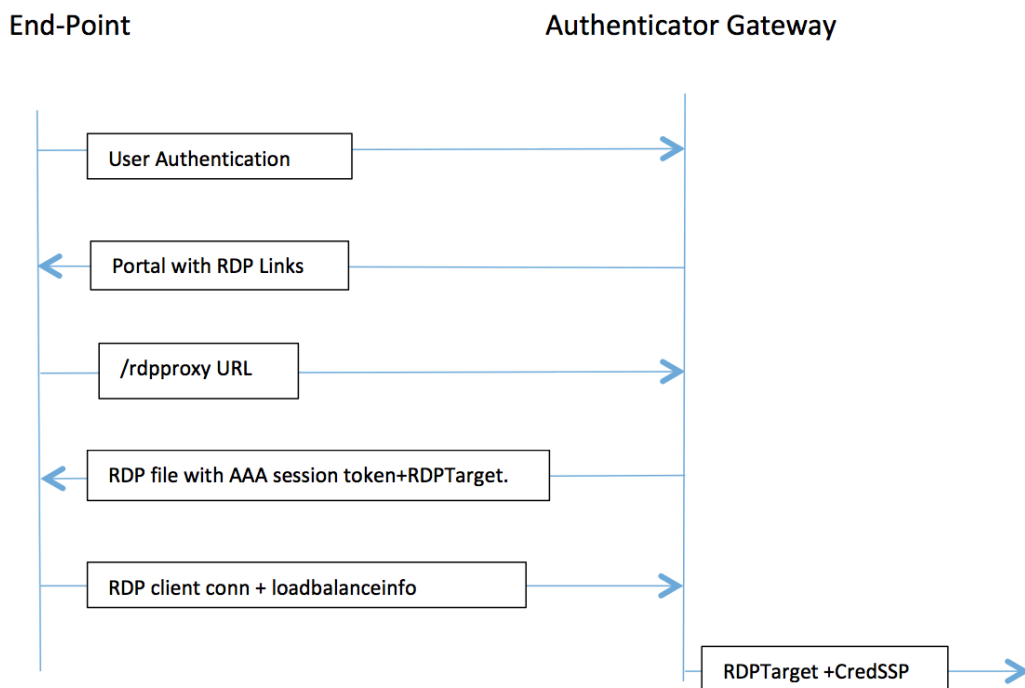 End-Point
Authenticator Gateway
User Authentication
Portal with RDP Links
/rdpproxy URL
RDP file with AAA session token+RDPTarget.
RDP client conn + loadbalanceinfo
RDPTarget +CredSSP